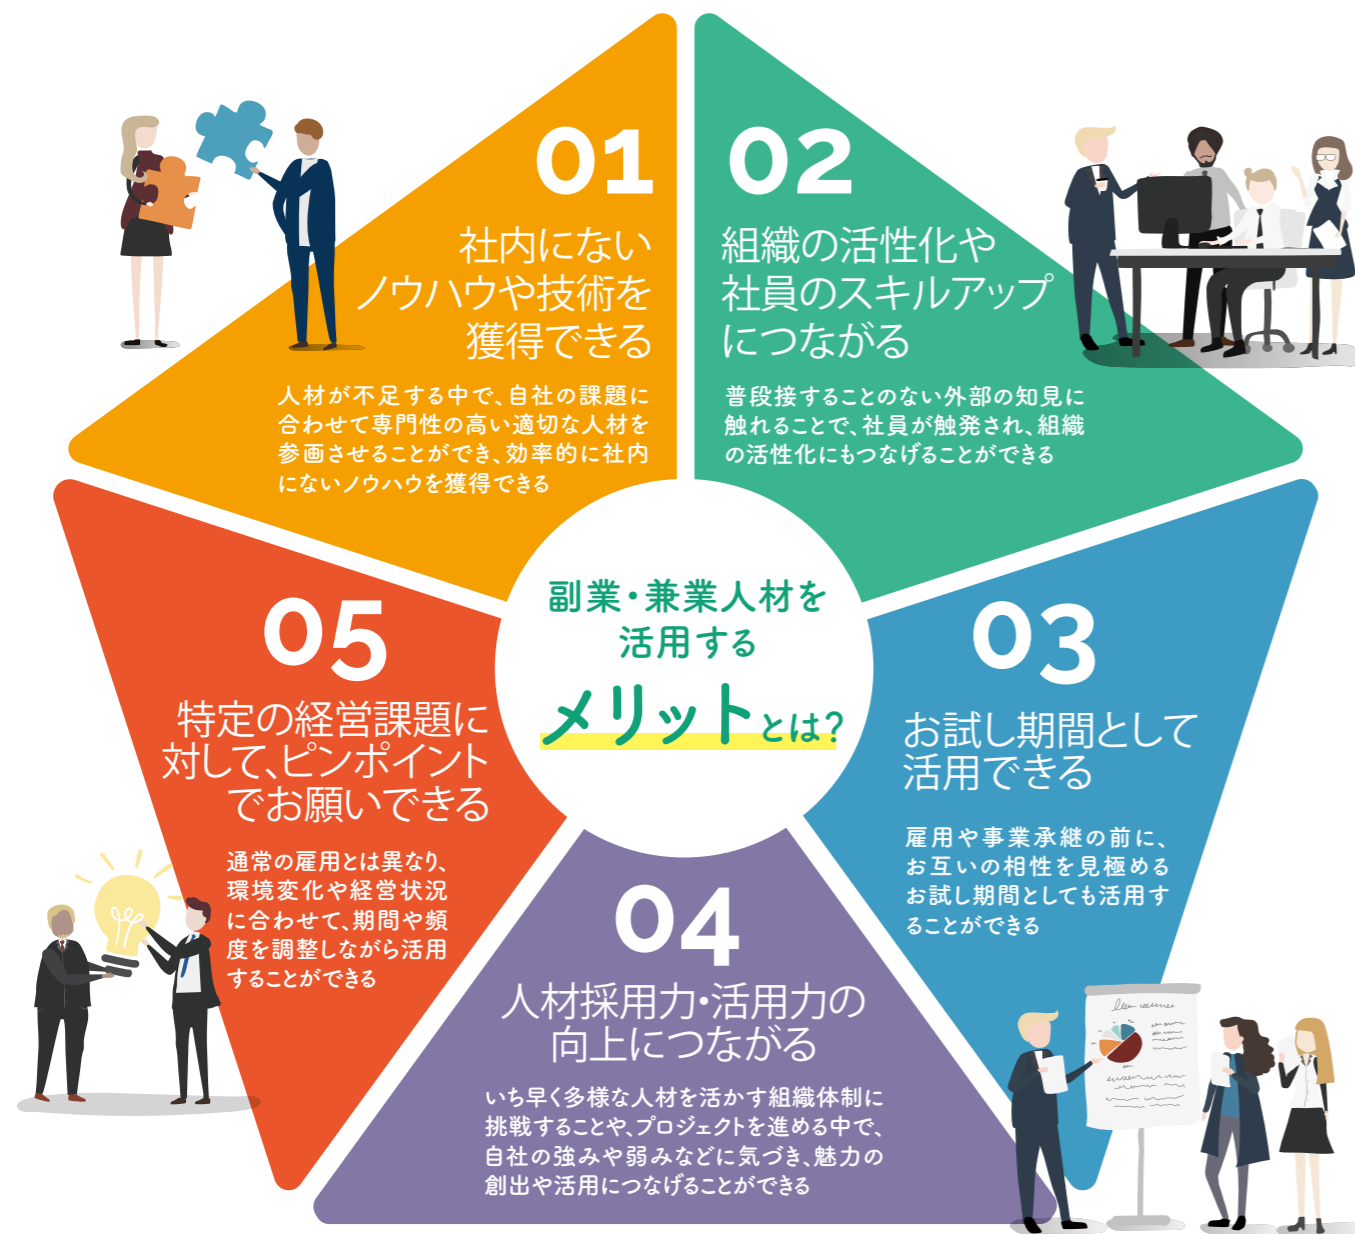 副業・兼業人材を
活用する
メリットとは?
01
社内にない
ノウハウや技術を
獲得できる
人材が不足する中で、自社の課題に
合わせて専門性の高い適切な人材を
参画させることができ、効率的に社内
にないノウハウを獲得できる
02
組織の活性化や
社員のスキルアップ
につながる
普段接することのない外部の知見に
触れることで、社員が触発され、組織
の活性化にもつなげることができる
03
お試し期間として
活用できる
雇用や事業承継の前に、
お互いの相性を見極める
お試し期間としても活用す
ることができる
04
人材採用力・活用力の
向上につながる
いち早く多様な人材を活かす組織体制に
挑戦することや、プロジェクトを進める中で、
自社の強みや弱みなどに気づき、魅力の
創出や活用につなげることができる
05
特定の経営課題に
対して、ピンポイント
でお願いできる
通常の雇用とは異なり、
環境変化や経営状況
に合わせて、期間や頻
度を調整しながら活用
することができる